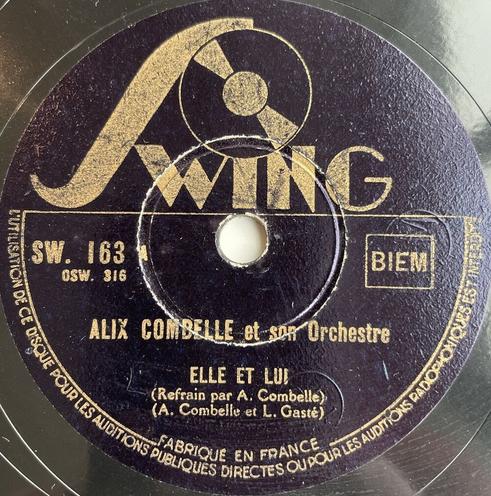 SWING
SW. 163 A
OSW. 316
BIEM
ALIX COMBELLE et son Orchestre
ELLE ET LUI
(Refrain par A. Combelle)
(A. Combelle et L. Gasté)
FABRIQUÉ EN FRANCE
L'UTILISATION DE CE DISQUE POUR LES AUDITIONS PUBLIQUES DIRECTES OU POUR LES AUDITIONS RADIOPHONIQUES EST INTERDITE